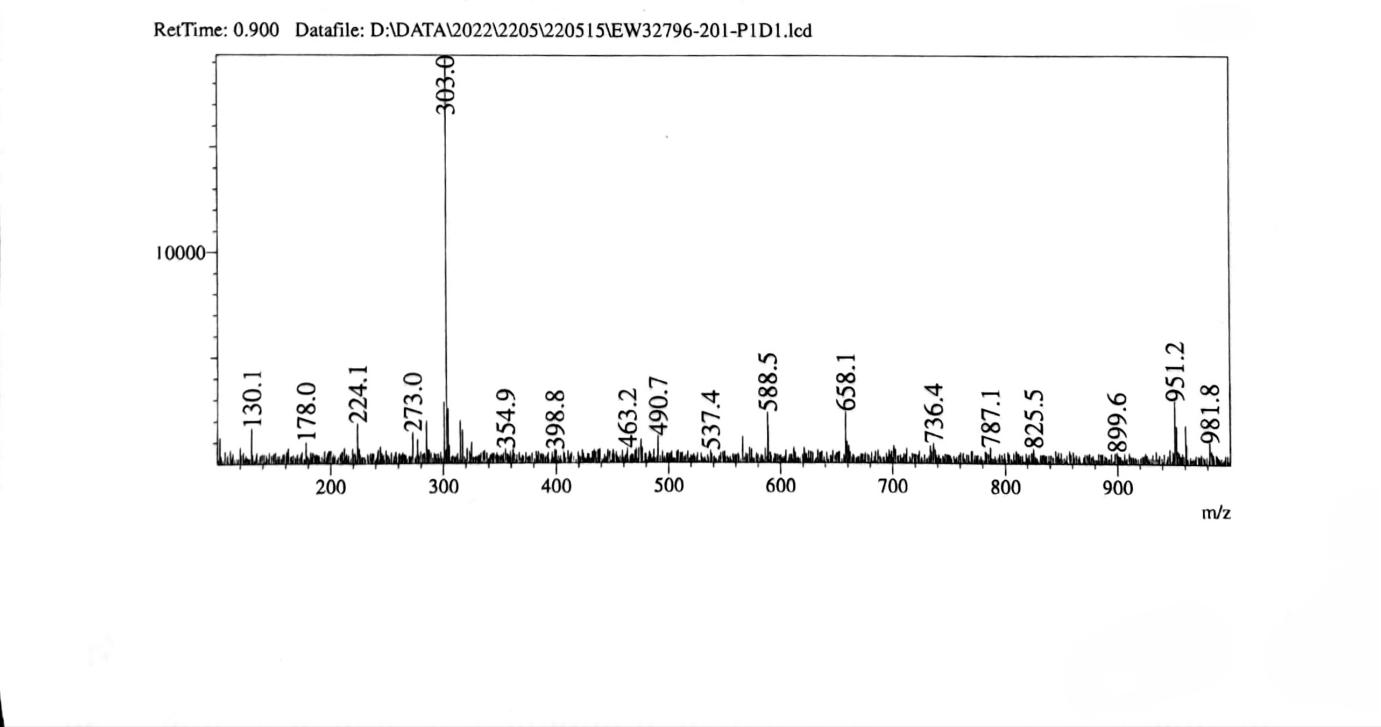 RetTime: 0.900 Datafile: D:\DATA\2022\2205\220515\EW32796-201-P1D1.lcd
303.0
10000
130.1 178.0 224.1 273.0 354.9 398.8 463.2 490.7 537.4 588.5 658.1 736.4 787.1 825.5 899.6 951.2 981.8
200 300 400 500 600 700 800 900
m/z